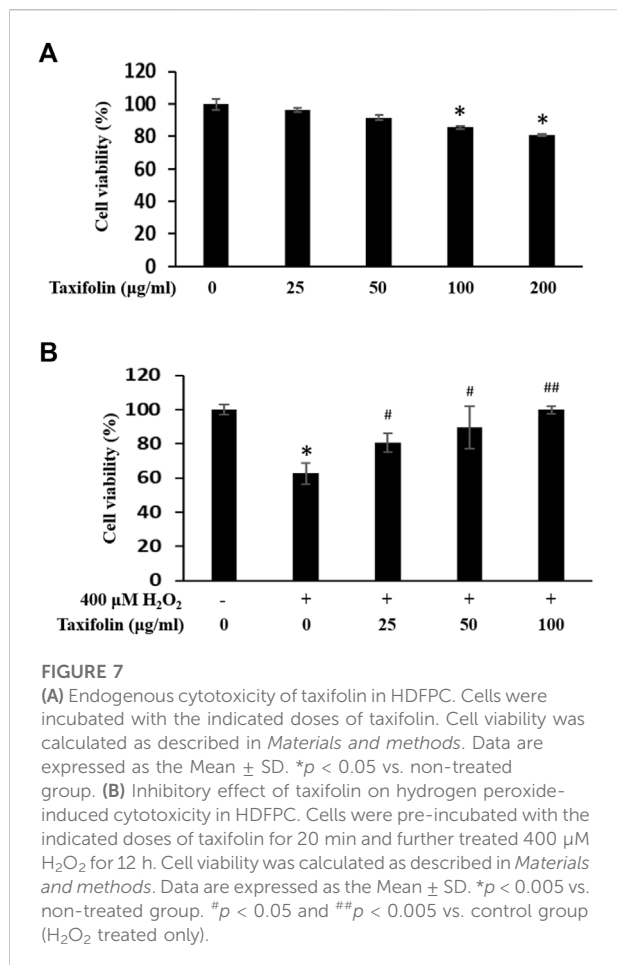 A
120
100
80
60
40
20
0
Cell viability (%)
* *
Taxifolin (µg/ml) 0 25 50 100 200
B
120
100
80
60
40
20
0
Cell viability (%)
* # # ##
400 µM H₂O₂ - + + + +
Taxifolin (µg/ml) 0 0 25 50 100
FIGURE 7
(A) Endogenous cytotoxicity of taxifolin in HDFPC. Cells were
incubated with the indicated doses of taxifolin. Cell viability was
calculated as described in Materials and methods. Data are
expressed as the Mean ± SD. *p < 0.05 vs. non-treated
group. (B) Inhibitory effect of taxifolin on hydrogen peroxide-
induced cytotoxicity in HDFPC. Cells were pre-incubated with the
indicated doses of taxifolin for 20 min and further treated 400 µM
H₂O₂ for 12 h. Cell viability was calculated as described in Materials
and methods. Data are expressed as the Mean ± SD. *p < 0.005 vs.
non-treated group. #p < 0.05 and ##p < 0.005 vs. control group
(H₂O₂ treated only).